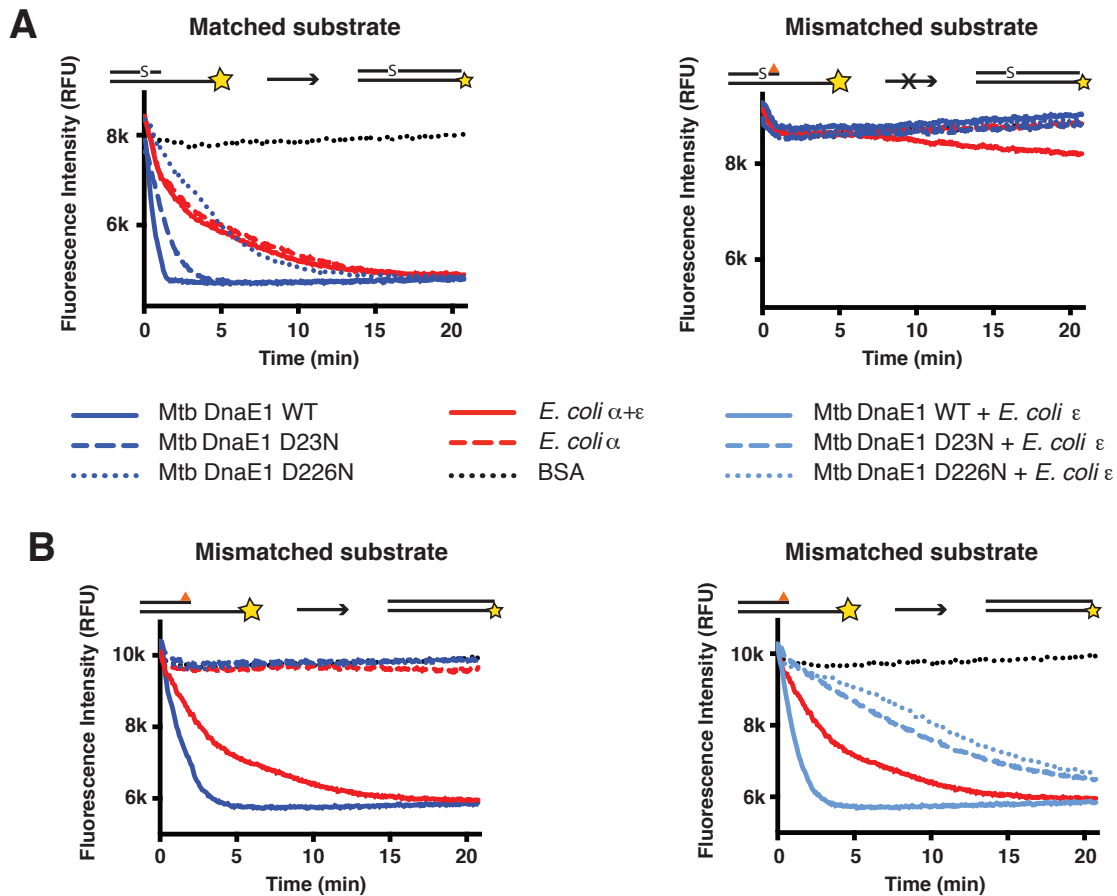 A
Matched substrate
Mismatched substrate
S
S
S
S
X
Fluorescence Intensity (RFU)
8k
6k
0 5 10 15 20
Time (min)
Fluorescence Intensity (RFU)
8k
6k
0 5 10 15 20
Time (min)
Mtb DnaE1 WT
Mtb DnaE1 D23N
Mtb DnaE1 D226N
E. coli α+ε
E. coli α
BSA
Mtb DnaE1 WT + E. coli ε
Mtb DnaE1 D23N + E. coli ε
Mtb DnaE1 D226N + E. coli ε
B
Mismatched substrate
Mismatched substrate
Fluorescence Intensity (RFU)
10k
8k
6k
0 5 10 15 20
Time (min)
Fluorescence Intensity (RFU)
10k
8k
6k
0 5 10 15 20
Time (min)